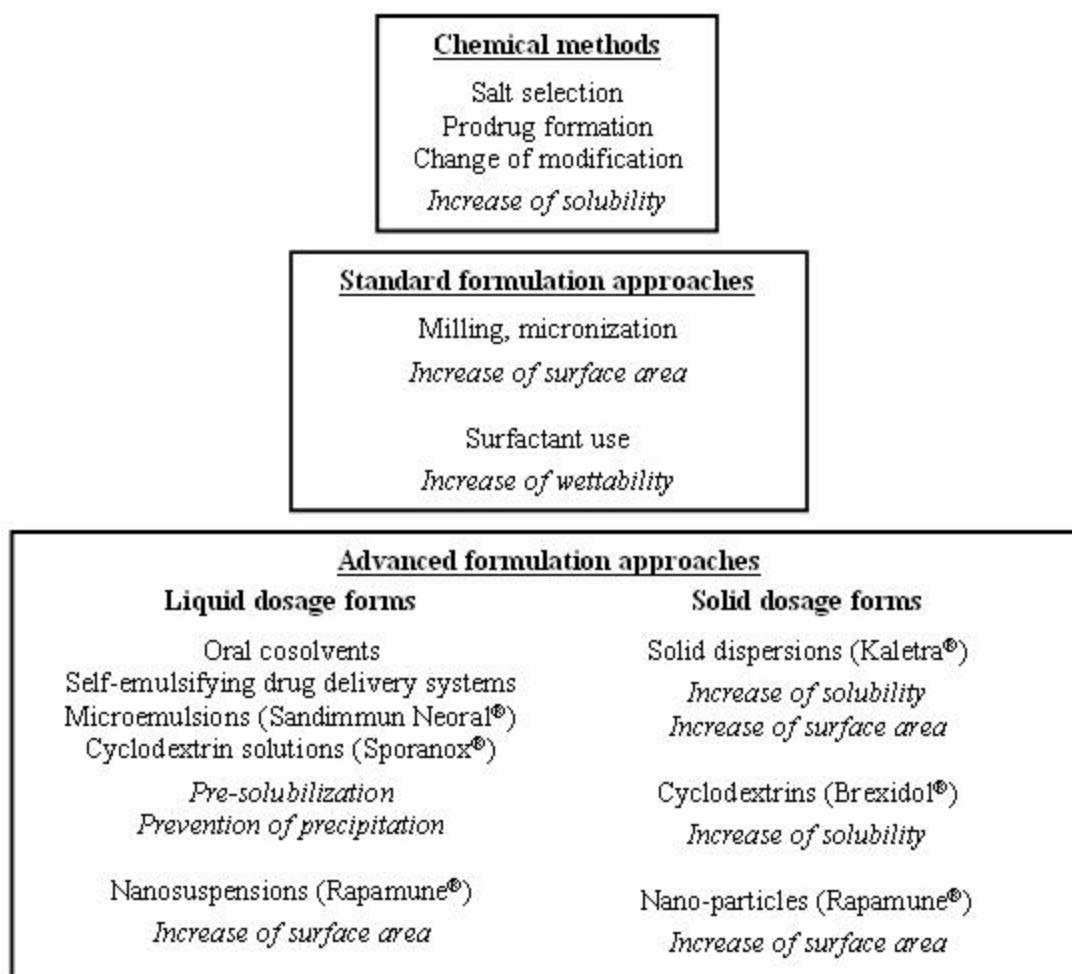 Chemical methods
Salt selection
Prodrug formation
Change of modification
Increase of solubility
Standard formulation approaches
Milling, micronization
Increase of surface area
Surfactant use
Increase of wettability
Advanced formulation approaches
Liquid dosage forms
Oral cosolvents
Self-emulsifying drug delivery systems
Microemulsions (Sandimmun Neoral®)
Cyclodextrin solutions (Sporanox®)
Pre-solubilization
Prevention of precipitation
Nanosuspensions (Rapamune®)
Increase of surface area
Solid dosage forms
Solid dispersions (Kaletra®)
Increase of solubility
Increase of surface area
Cyclodextrins (Brexidol®)
Increase of solubility
Nano-particles (Rapamune®)
Increase of surface area